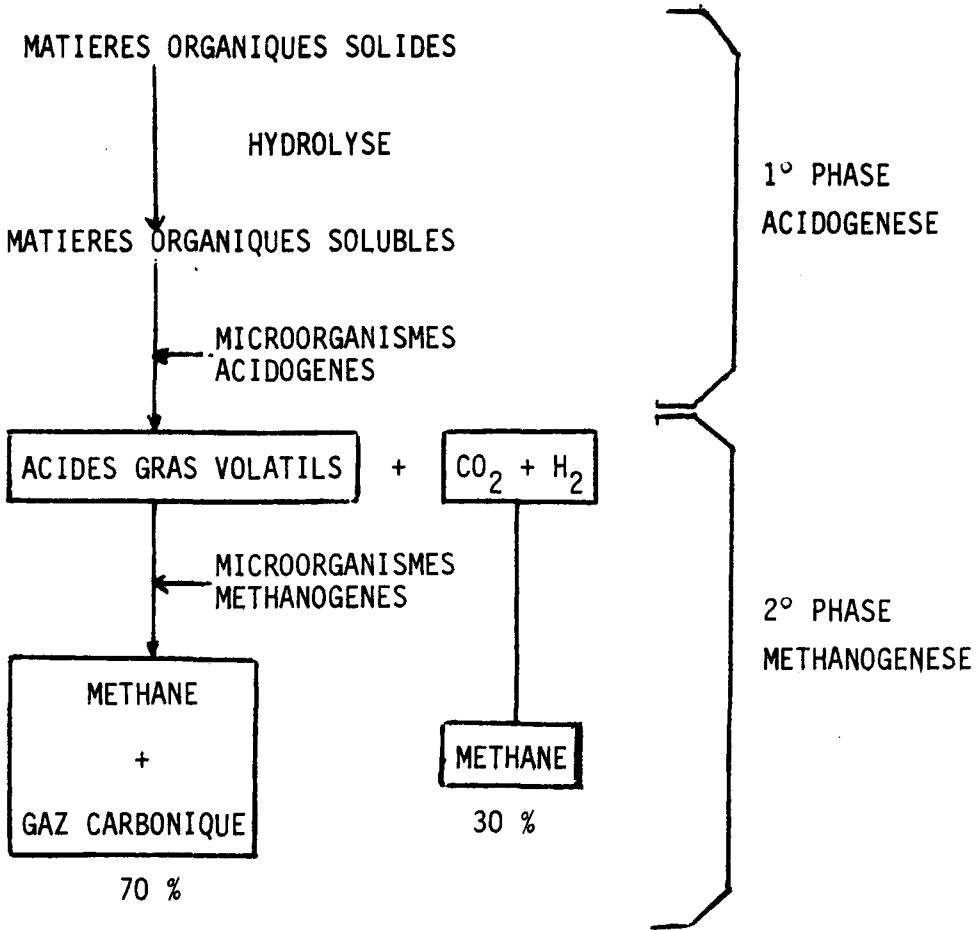 MATIERES ORGANIQUES SOLIDES
HYDROLYSE
MATIERES ORGANIQUES SOLUBLES
MICROORGANISMES
ACIDOGENES
1° PHASE
ACIDOGENESE
ACIDES GRAS VOLATILS + CO2 + H2
MICROORGANISMES
METHANOGENES
METHANE
+
GAZ CARBONIQUE
70 %
METHANE
30 %
2° PHASE
METHANOGENESE